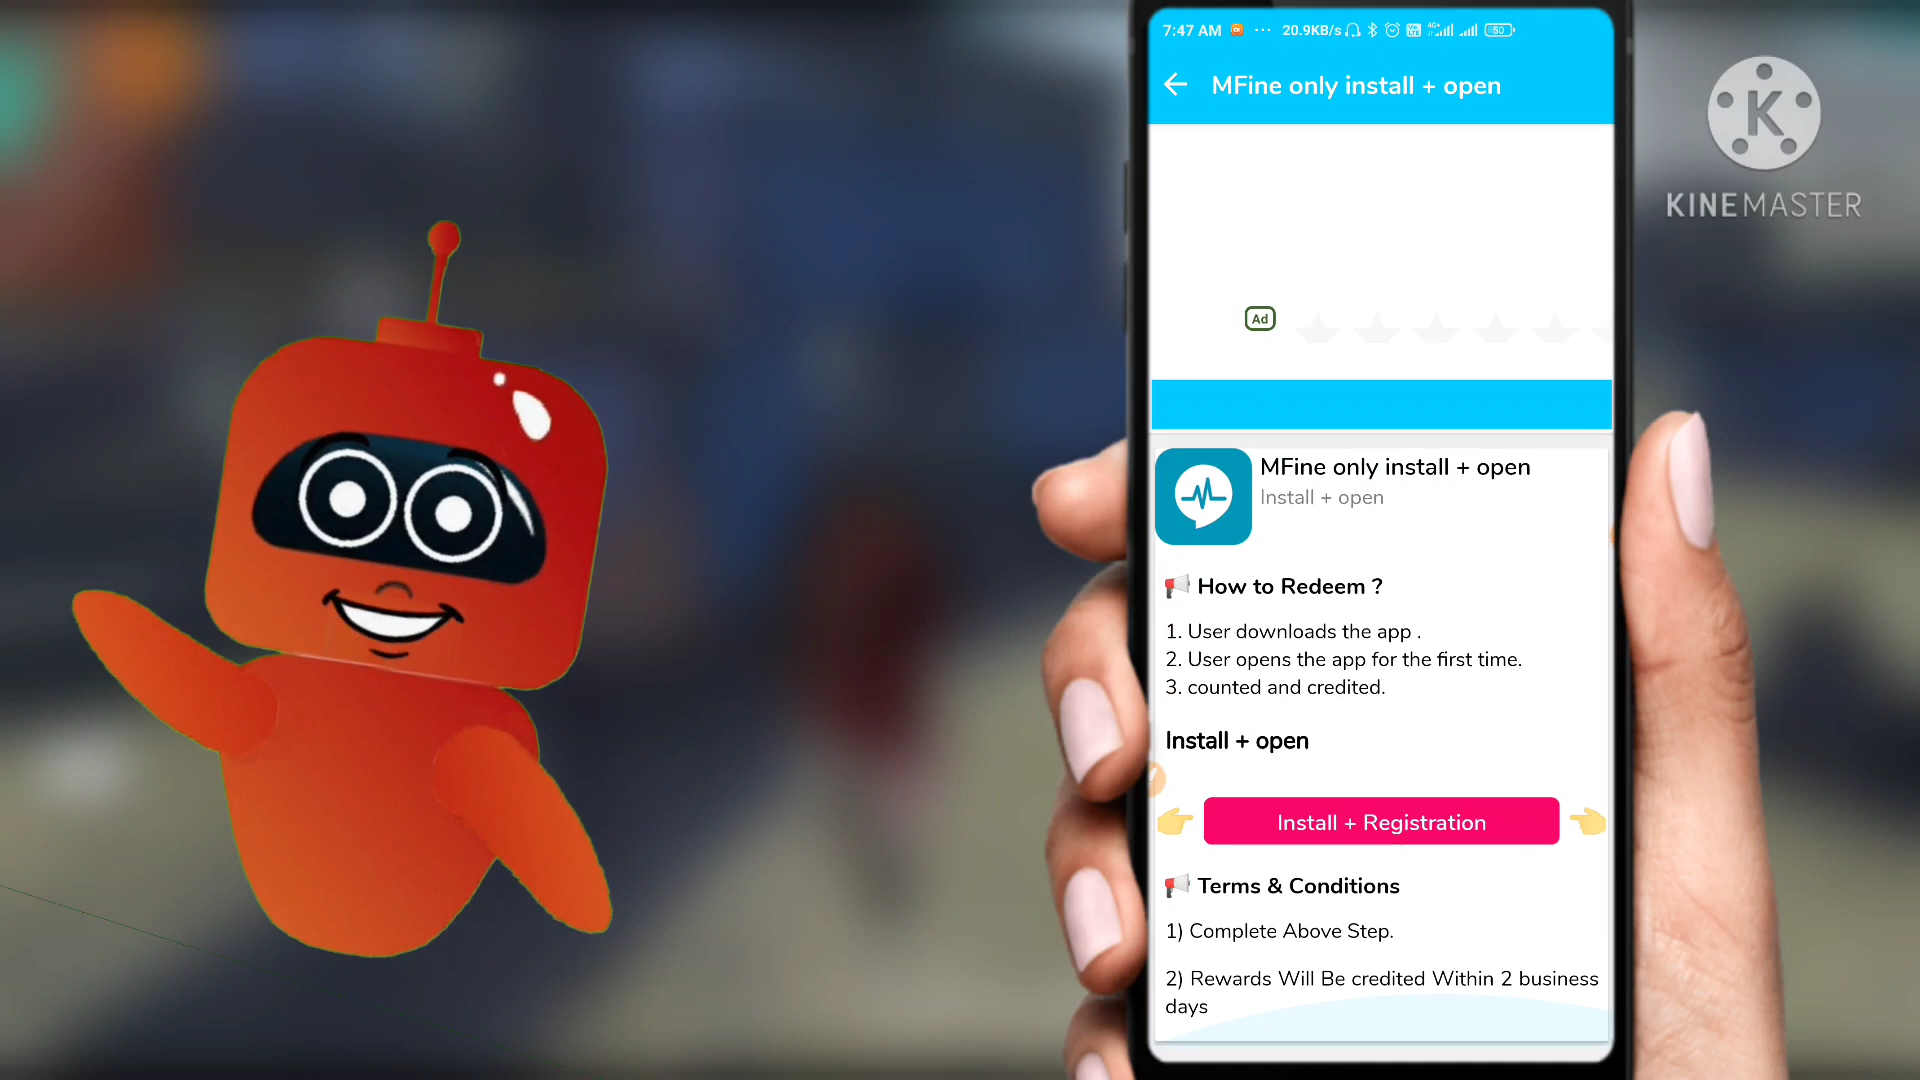 7:47 AM ... 20.9KB/s 4G+ 50
MFine only install + open
K
KINEMASTER
Ad
MFine only install + open
Install + open
How to Redeem ?
1. User downloads the app .
2. User opens the app for the first time.
3. counted and credited.
Install + open
Install + Registration
Terms & Conditions
1) Complete Above Step.
2) Rewards Will Be credited Within 2 business
days